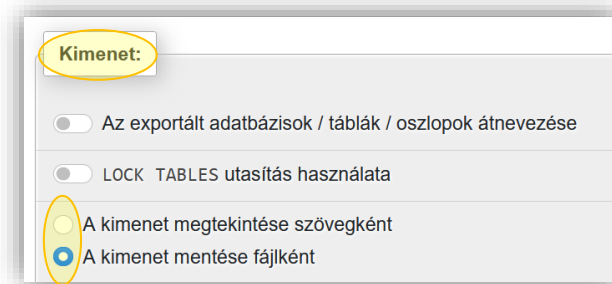 Kimenet:
Az exportált adatbázisok / táblák / oszlopok átnevezése
LOCK TABLES utasítás használata
A kimenet megtekintése szövegként
A kimenet mentése fájlként